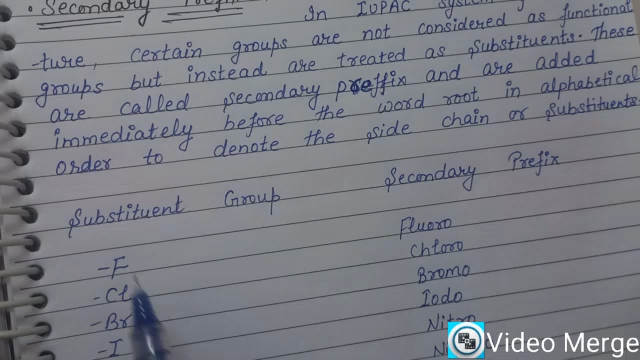 • Secondary Prefix
In IUPAC system
-ture, certain groups are not considered as functional
groups but instead are treated as substituents. These
are called secondary preffix and are added
immediately before the word root in alphabetical
order to denote the side chain or substituents.
Substituent Group Secondary Prefix
-F Fluoro
-Cl Chloro
-Br Bromo
-I Iodo
Nitro
Video Merge